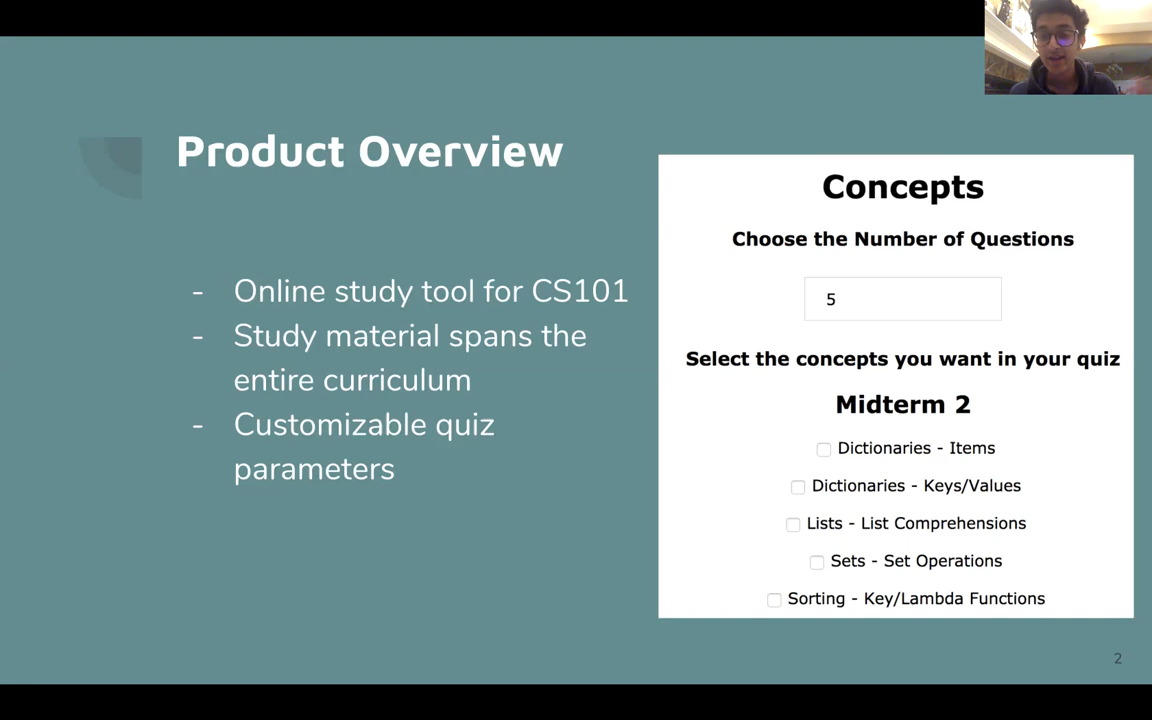 Product Overview
- Online study tool for CS101
- Study material spans the
entire curriculum
- Customizable quiz
parameters
Concepts
Choose the Number of Questions
5
Select the concepts you want in your quiz
Midterm 2
Dictionaries - Items
Dictionaries - Keys/Values
Lists - List Comprehensions
Sets - Set Operations
Sorting - Key/Lambda Functions
2